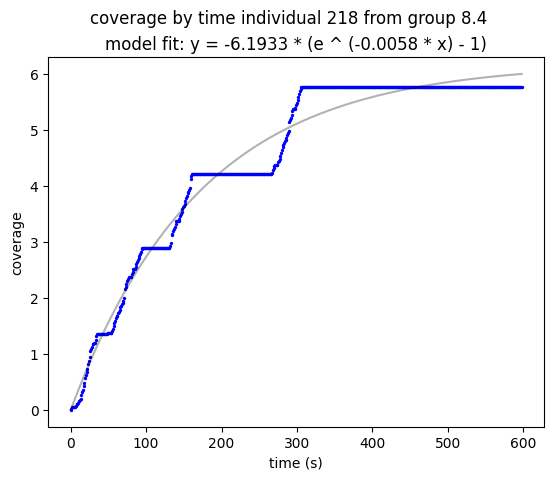 coverage by time individual 218 from group 8.4
model fit: y = -6.1933 * (e ^ (-0.0058 * x) - 1)
6
5
4
3
2
1
0
coverage
0 100 200 300 400 500 600
time (s)